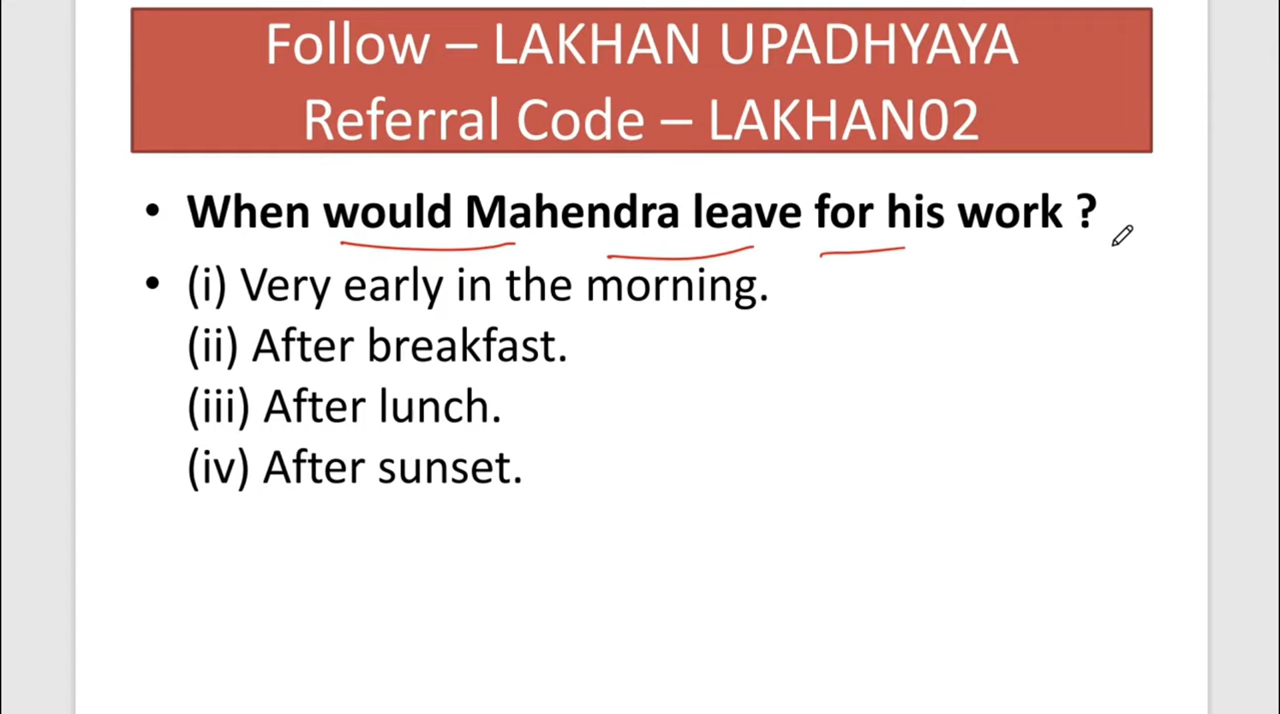 Follow – LAKHAN UPADHYAYA
Referral Code – LAKHAN02
• When would Mahendra leave for his work ?
• (i) Very early in the morning.
(ii) After breakfast.
(iii) After lunch.
(iv) After sunset.